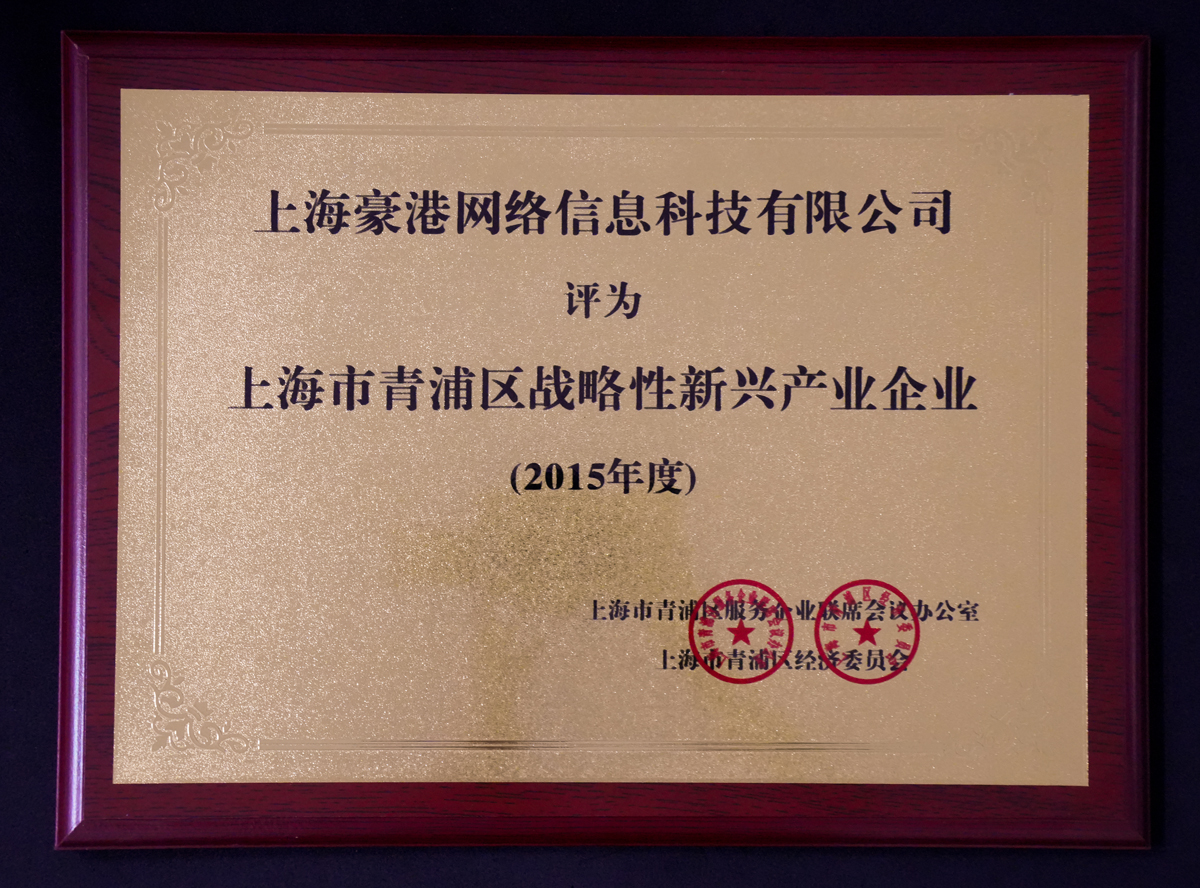 上海豪港网络信息科技有限公司
评为
上海市青浦区战略性新兴产业企业
(2015年度)
上海市青浦区服务企业联席会议办公室
上海市青浦区经济委员会